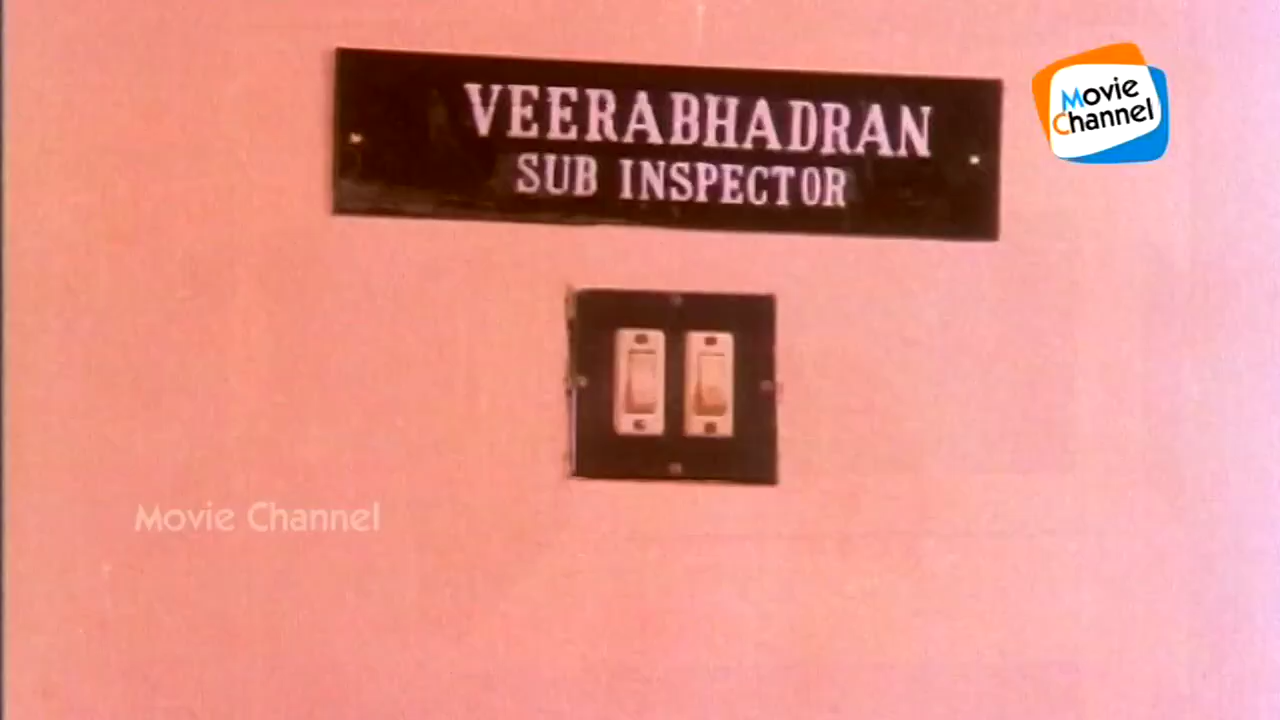 VEERABHADRAN
SUB INSPECTOR
Movie
Channel
Movie Channel